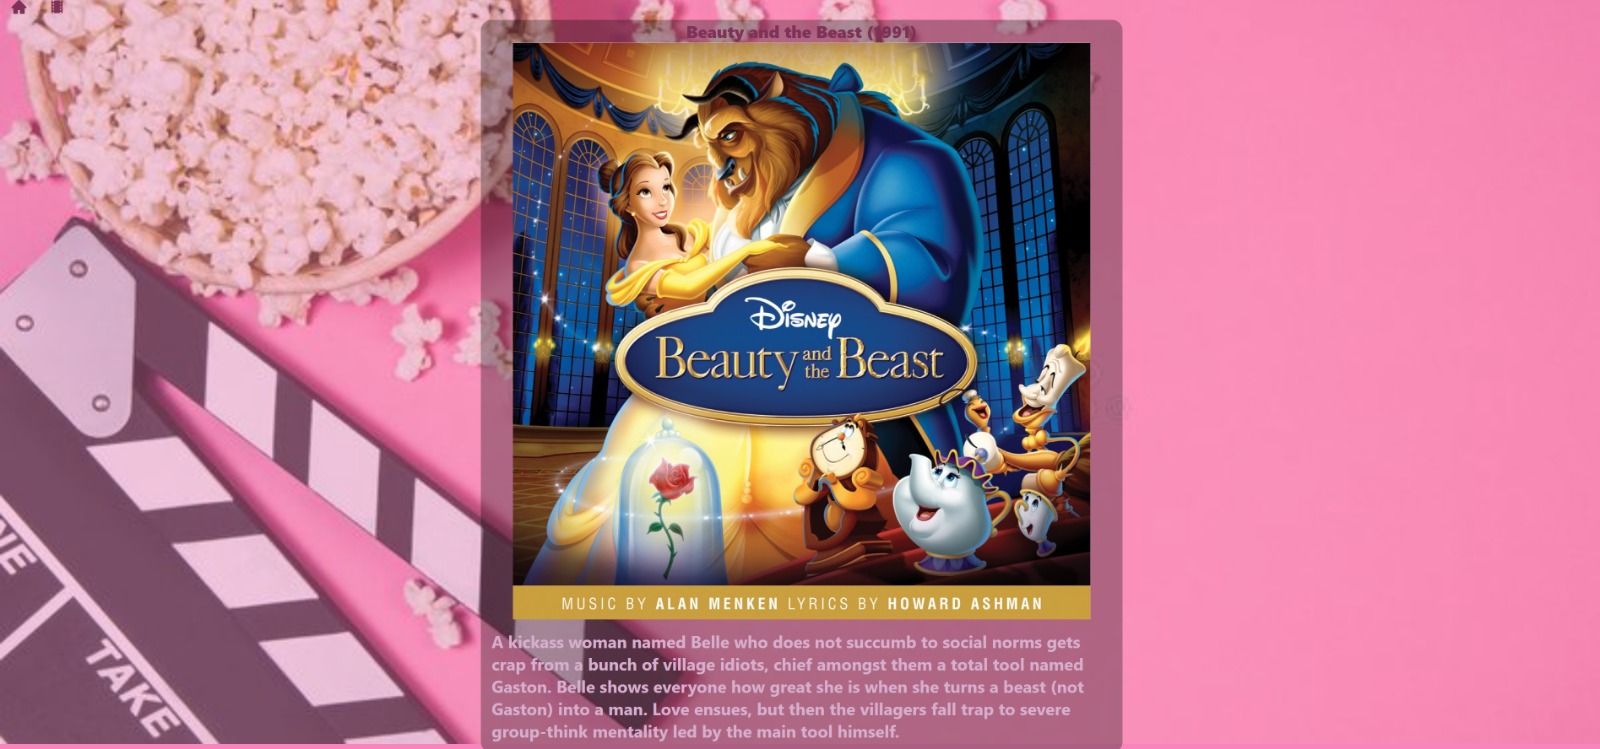 Beauty and the Beast (1991)
Disney
Beauty and the Beast
MUSIC BY ALAN MENKEN LYRICS BY HOWARD ASHMAN
A kickass woman named Belle who does not succumb to social norms gets
crap from a bunch of village idiots, chief amongst them a total tool named
Gaston. Belle shows everyone how great she is when she turns a beast (not
Gaston) into a man. Love ensues, but then the villagers fall trap to severe
group-think mentality led by the main tool himself.
NE
TAKE